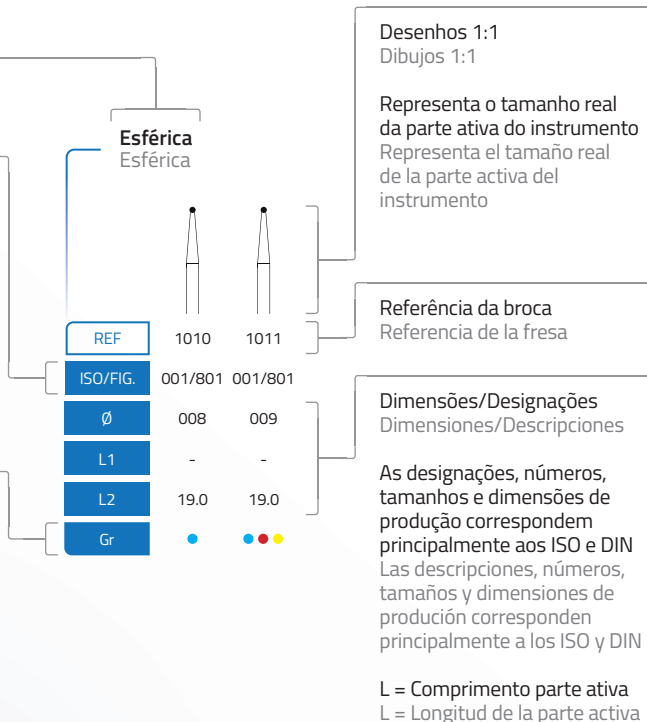 Esférica
Esférica
REF 1010 1011
ISO/FIG. 001/801 001/801
Ø 008 009
L1 - -
L2 19.0 19.0
Gr
Desenhos 1:1
Dibujos 1:1
Representa o tamanho real
da parte ativa do instrumento
Representa el tamaño real
de la parte activa del
instrumento
Referência da broca
Referencia de la fresa
Dimensões/Designações
Dimensiones/Descripciones
As designações, números,
tamanhos e dimensões de
produção correspondem
principalmente aos ISO e DIN
Las descripciones, números,
tamaños y dimensiones de
produción corresponden
principalmente a los ISO y DIN
L = Comprimento parte ativa
L = Longitud de la parte activa